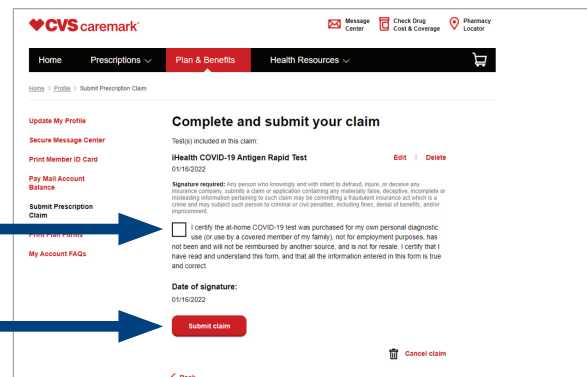 CVS caremark®
Message Center
Check Drug Cost & Coverage
Pharmacy Locator
Home Prescriptions Plan & Benefits Health Resources
Home > Profile > Submit Prescription Claim
Update My Profile
Secure Message Center
Print Member ID Card
Pay Mail Account
Balance
Submit Prescription
Claim
Print Plan Forms
My Account FAQs
Complete and submit your claim
Test(s) included in this claim:
iHealth COVID-19 Antigen Rapid Test Edit | Delete
01/16/2022
Signature required: Any person who knowingly and with intent to defraud, injure, or deceive any
insurance company, submits a claim or application containing any materially false, deceptive, incomplete or
misleading information pertaining to such claim may be committing a fraudulent insurance act which is a
crime and may subject such person to criminal or civil penalties, including fines, denial of benefits, and/or
imprisonment.
I certify the at-home COVID-19 test was purchased for my own personal diagnostic
use (or use by a covered member of my family), not for employment purposes, has
not been and will not be reimbursed by another source, and is not for resale. I certify that I
have read and understand this form, and that all the information entered in this form is true
and correct.
Date of signature:
01/16/2022
Submit claim
Cancel claim
Back